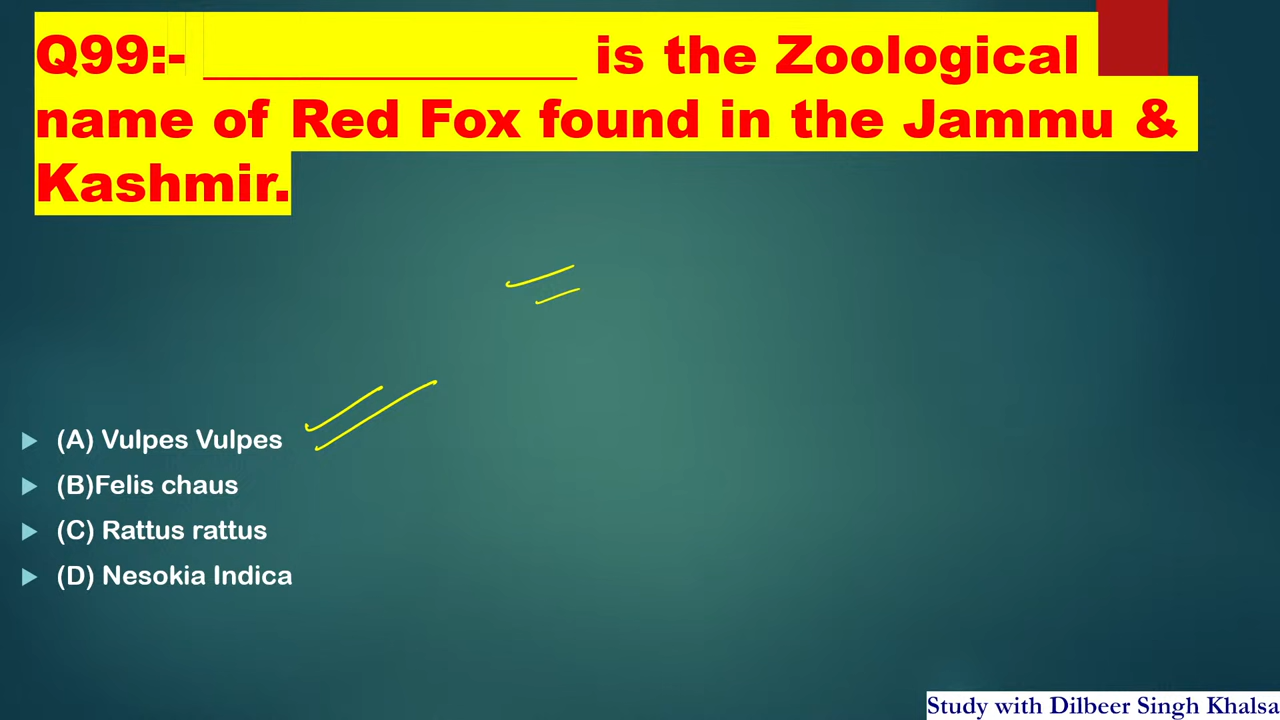 Q99:- ______________ is the Zoological
name of Red Fox found in the Jammu &
Kashmir.
(A) Vulpes Vulpes
(B)Felis chaus
(C) Rattus rattus
(D) Nesokia Indica
Study with Dilbeer Singh Khalsa